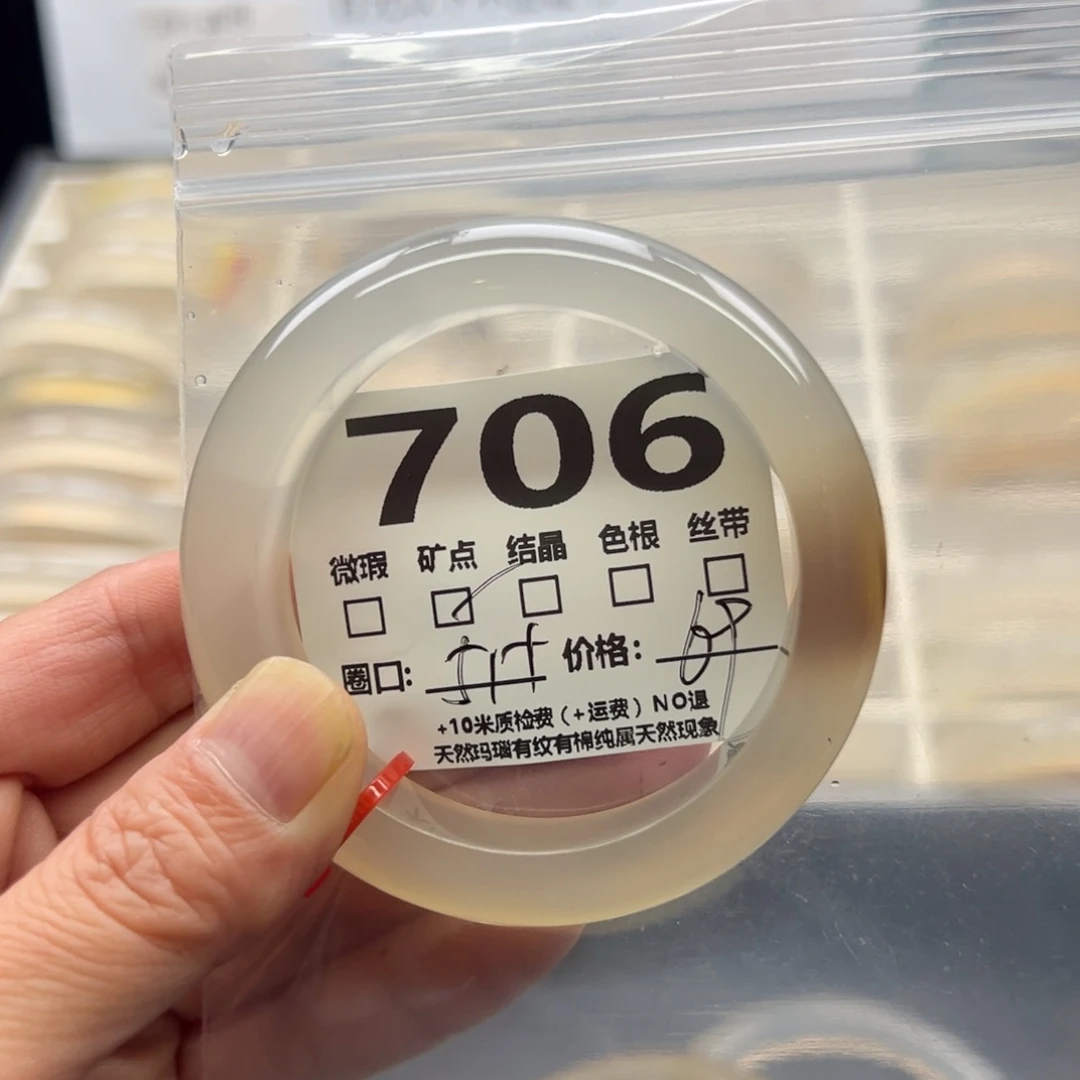 706
微瑕 矿点 结晶 色根 丝带
圈口: 价格:
+10米质检费(+运费)NO退
天然玛瑙有纹有棉纯属天然现象